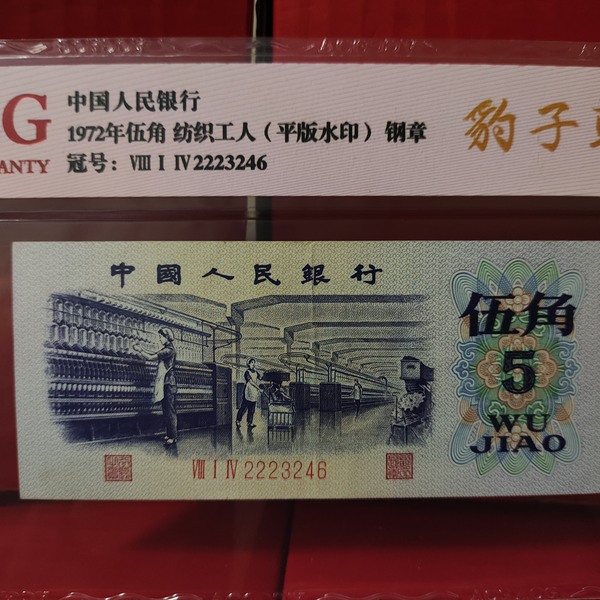 G
ANTY
中国人民银行
1972年伍角 纺织工人（平版水印） 钢章
冠号：Ⅷ Ⅰ Ⅳ 2223246
豹子
中國人民銀行
伍角
5
WU
JIAO
Ⅷ Ⅰ Ⅳ 2223246